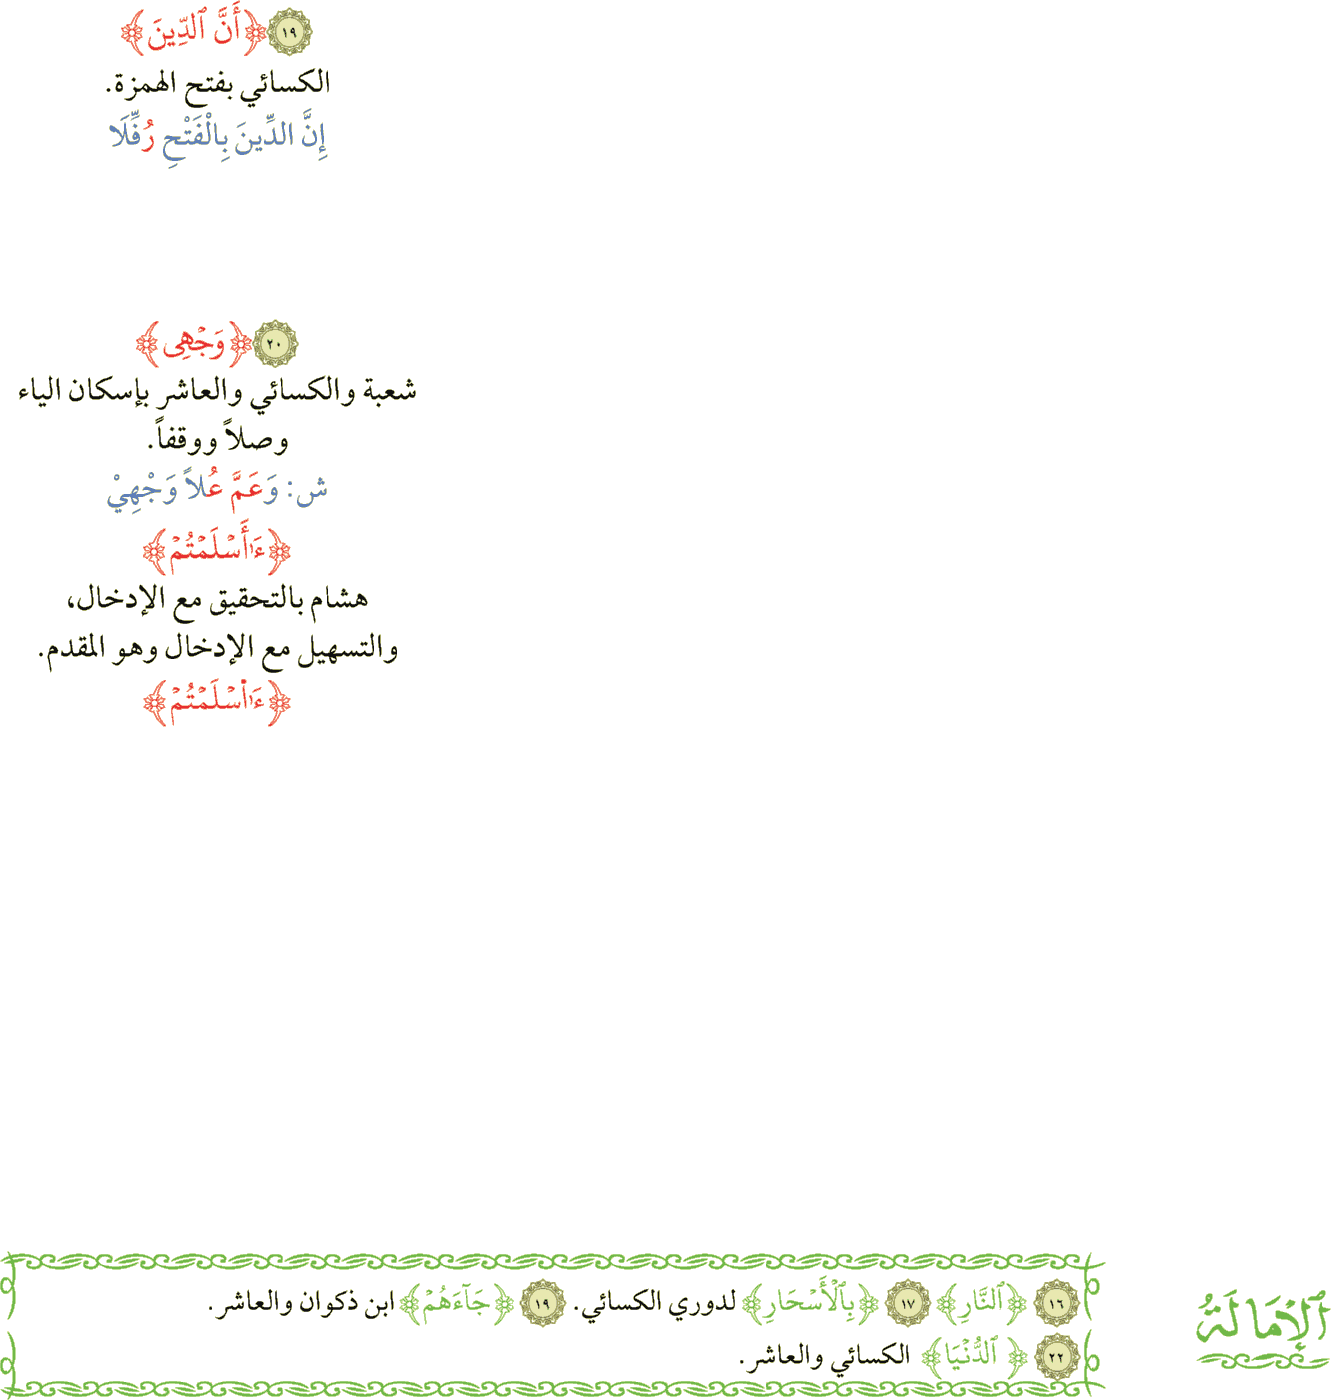 ١٩ ﴿أَنَّ ٱلدِّينَ﴾
الكسائي بفتح الهمزة.
إِنَّ الدِّينَ بِالْفَتْحِ رُفِّلَا
٢٠ ﴿وَجۡهِى﴾
شعبة والكسائي والعاشر بإسكان الياء
وصلاً ووقفاً.
ش: وَعَمَّ عُلاً وَجْهِيْ
﴿ءَاَ۬سۡلَمۡتُمۡ﴾
هشام بالتحقيق مع الإدخال،
والتسهيل مع الإدخال وهو المقدم.
﴿ءَا۬سۡلَمۡتُمۡ﴾
ٱلْإِمَالَةُ
١٦ ﴿ٱلنَّارِ﴾ ١٧ ﴿بِٱلۡأَسۡحَارِ﴾ لدوري الكسائي. ١٩ ﴿جَآءَهُمۡ﴾ ابن ذكوان والعاشر.
٢٢ ﴿ٱلدُّنۡيَا﴾ الكسائي والعاشر.